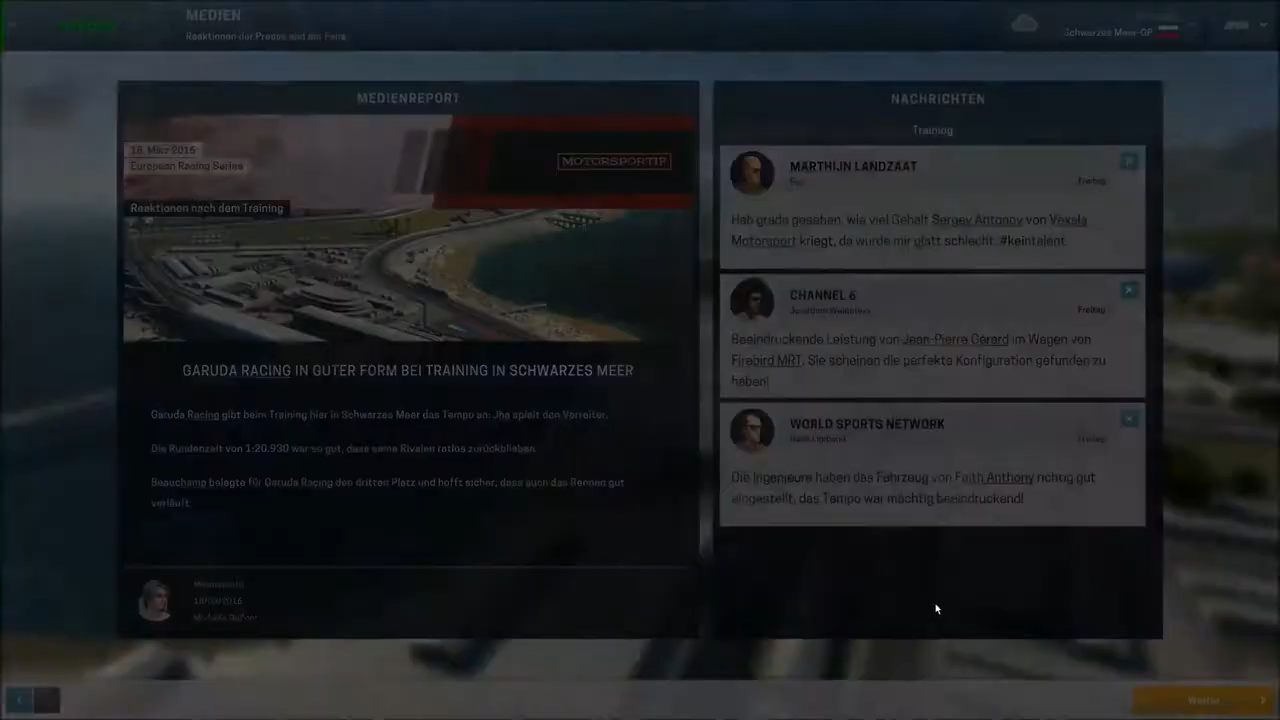 MEDIEN
Reaktionen der Presse und der Fans
Schwarzes Meer-GP
MEDIENREPORT
18. März 2016
European Racing Series
MOTORSPORTIF
Reaktionen nach dem Training
GARUDA RACING IN GUTER FORM BEI TRAINING IN SCHWARZES MEER
Garuda Racing gibt beim Training hier in Schwarzes Meer das Tempo an: Jha spielt den Vorreiter.
Die Rundenzeit von 1:20.930 war so gut, dass seine Rivalen ratlos zurückblieben.
Beauchamp belegte für Garuda Racing den dritten Platz und hofft sicher, dass auch das Rennen gut
verläuft.
18/03/2016
NACHRICHTEN
Training
MARTHIJN LANDZAAT
Fan
Freitag
Hab grade gesehen, wie viel Gehalt Sergey Antonov von Vexala
Motorsport kriegt, da wurde mir glatt schlecht. #keintalent
CHANNEL 6
Freitag
Beeindruckende Leistung von Jean-Pierre Gérard im Wagen von
Firebird MRT. Sie scheinen die perfekte Konfiguration gefunden zu
haben!
WORLD SPORTS NETWORK
Freitag
Die Ingenieure haben das Fahrzeug von Faith Anthony richtig gut
eingestellt, das Tempo war mächtig beeindruckend!
Weiter